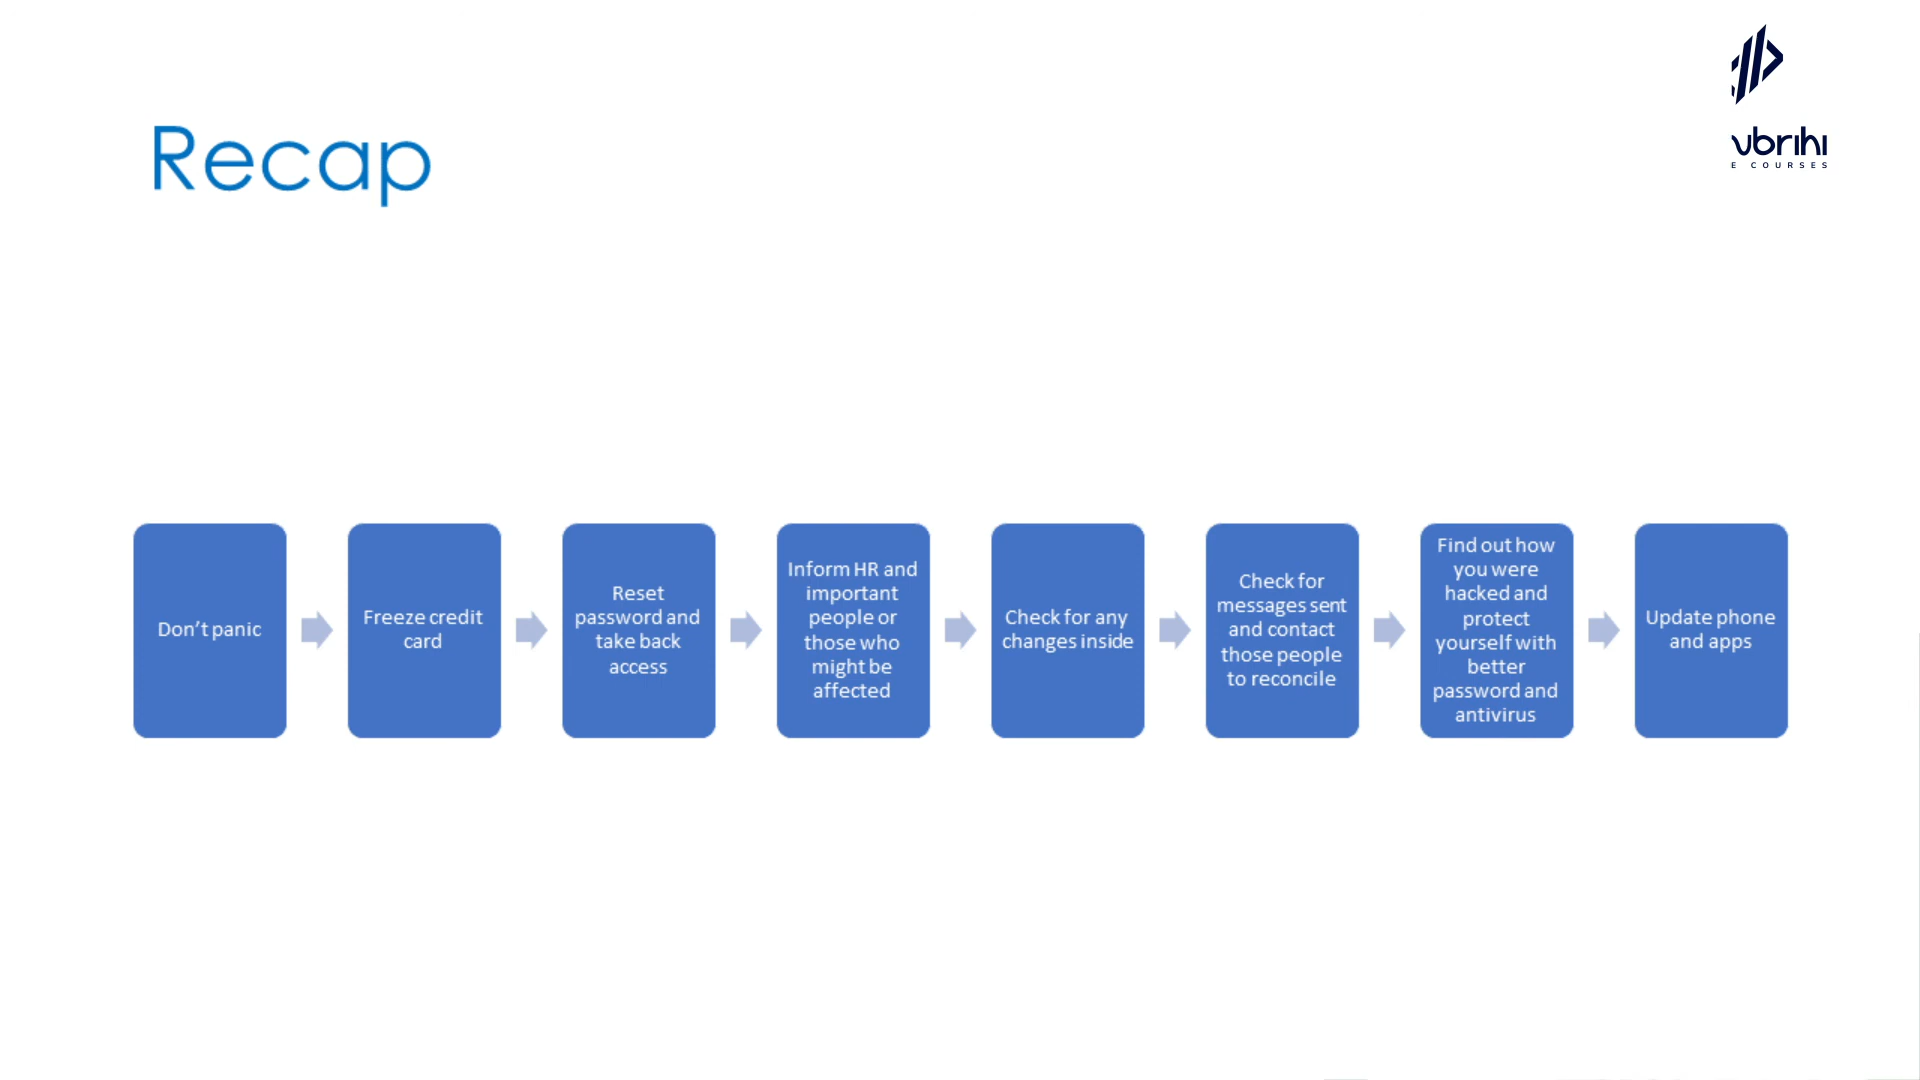 Recap
vbrihi
E COURSES
Don't panic
Freeze credit
card
Reset
password and
take back
access
Inform HR and
important
people or
those who
might be
affected
Check for any
changes inside
Check for
messages sent
and contact
those people
to reconcile
Find out how
you were
hacked and
protect
yourself with
better
password and
antivirus
Update phone
and apps